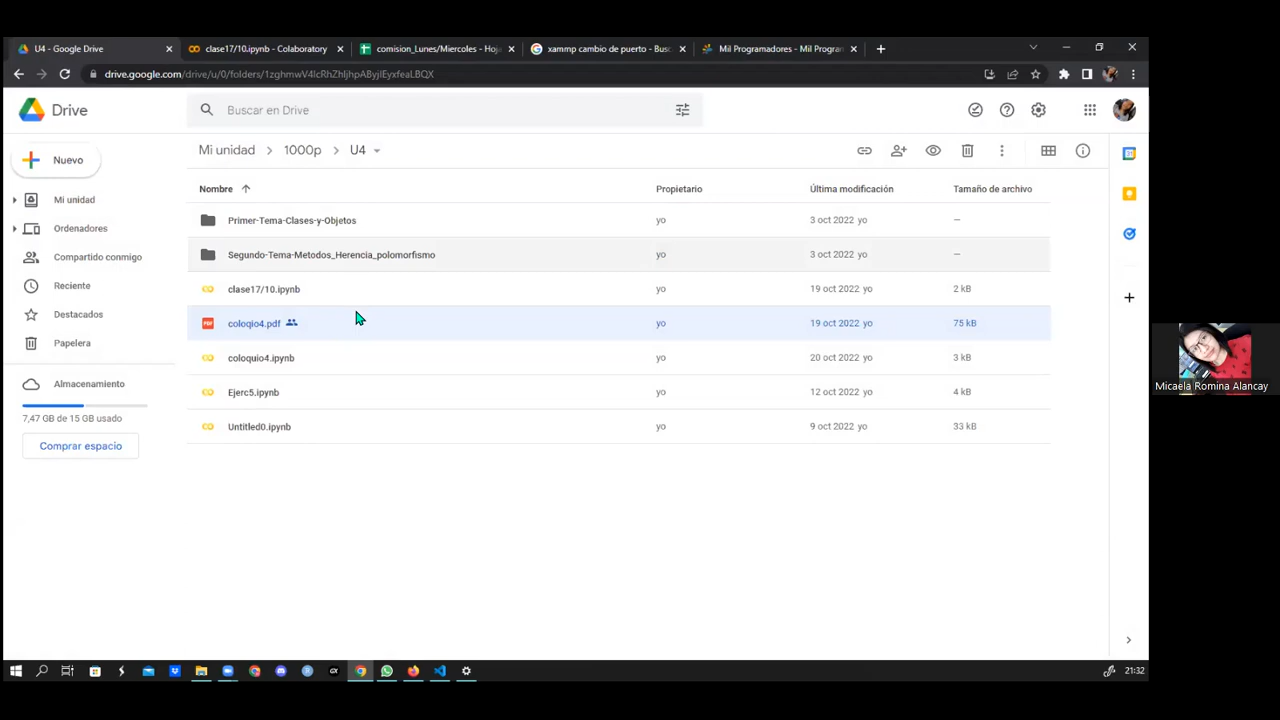 U4 - Google Drive
clase17/10.ipynb - Colaboratory
comision_Lunes/Miercoles - Hoja
xammp cambio de puerto - Busc
Mil Programadores - Mil Program
drive.google.com/drive/u/0/folders/1zghmwV4lcRhZhJjhpAByjIEyxfeaLBQX
Drive
Buscar en Drive
Nuevo
Mi unidad
1000p
U4
Nombre
Propietario
Última modificación
Tamaño de archivo
Mi unidad
Ordenadores
Compartido conmigo
Reciente
Destacados
Papelera
Almacenamiento
7,47 GB de 15 GB usado
Comprar espacio
Primer-Tema-Clases-y-Objetos yo 3 oct 2022 yo —
Segundo-Tema-Metodos_Herencia_polomorfismo yo 3 oct 2022 yo —
clase17/10.ipynb yo 19 oct 2022 yo 2 kB
PDF coloqio4.pdf yo 19 oct 2022 yo 75 kB
coloquio4.ipynb yo 20 oct 2022 yo 3 kB
Ejerc5.ipynb yo 12 oct 2022 yo 4 kB
Untitled0.ipynb yo 9 oct 2022 yo 33 kB
Micaela Romina Alancay
GX
21:32